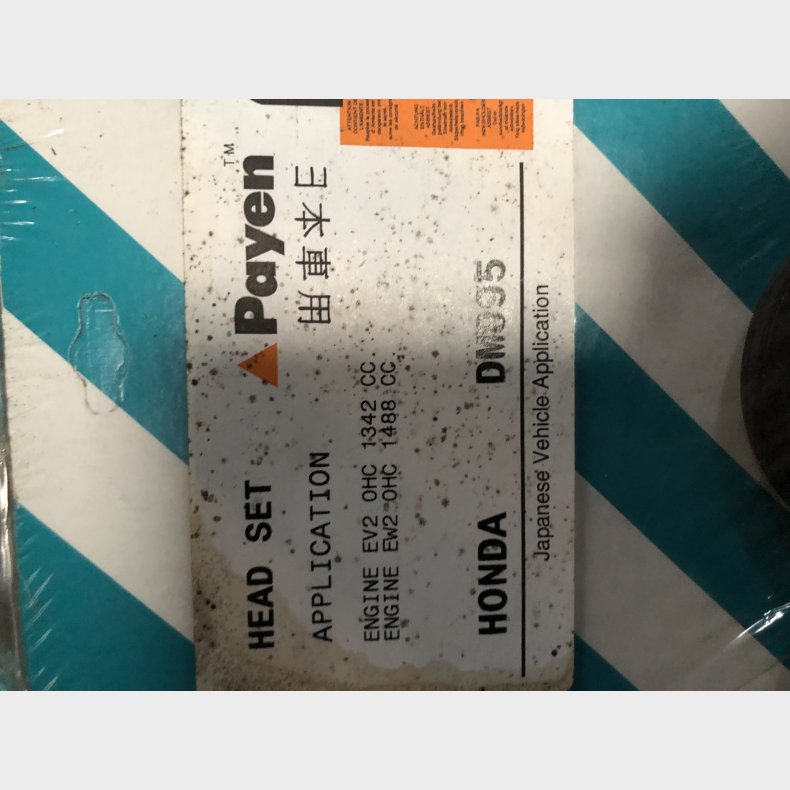 Payen™
日本車用
HEAD SET
APPLICATION
ENGINE EV2 OHC 1342 CC
ENGINE EW2 OHC 1488 CC
HONDA
Japanese Vehicle Application